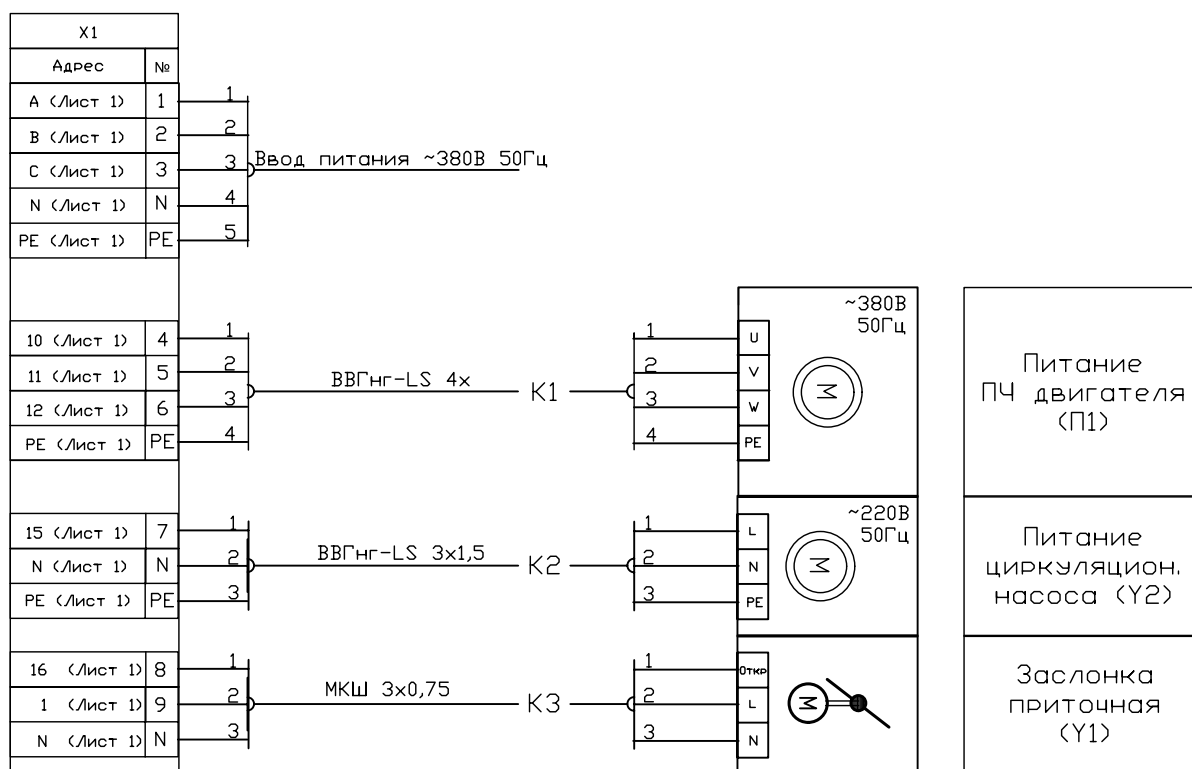 X1
Адрес №
А (Лист 1) 1 1
В (Лист 1) 2 2
С (Лист 1) 3 3 Ввод питания ~380В 50Гц
N (Лист 1) N 4
PE (Лист 1) PE 5
~380В
50Гц
10 (Лист 1) 4 1 1 U
11 (Лист 1) 5 2 2 V
ВВГнг-LS 4х К1
12 (Лист 1) 6 3 3 W
PE (Лист 1) PE 4 4 PE
М
Питание
ПЧ двигателя
(П1)
~220В
50Гц
15 (Лист 1) 7 1 1 L
N (Лист 1) N 2 ВВГнг-LS 3х1,5 К2 2 N
PE (Лист 1) PE 3 3 PE
М
Питание
циркуляцион.
насоса (Y2)
16 (Лист 1) 8 1 1 Откр
1 (Лист 1) 9 2 МКШ 3х0,75 К3 2 L
N (Лист 1) N 3 3 N
М
Заслонка
приточная
(Y1)